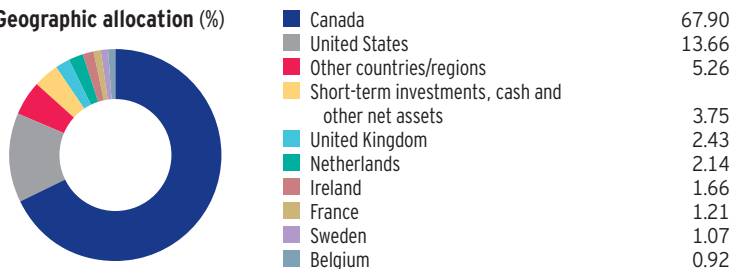 Geographic allocation (%)
Canada 67.90
United States 13.66
Other countries/regions 5.26
Short-term investments, cash and
other net assets 3.75
United Kingdom 2.43
Netherlands 2.14
Ireland 1.66
France 1.21
Sweden 1.07
Belgium 0.92